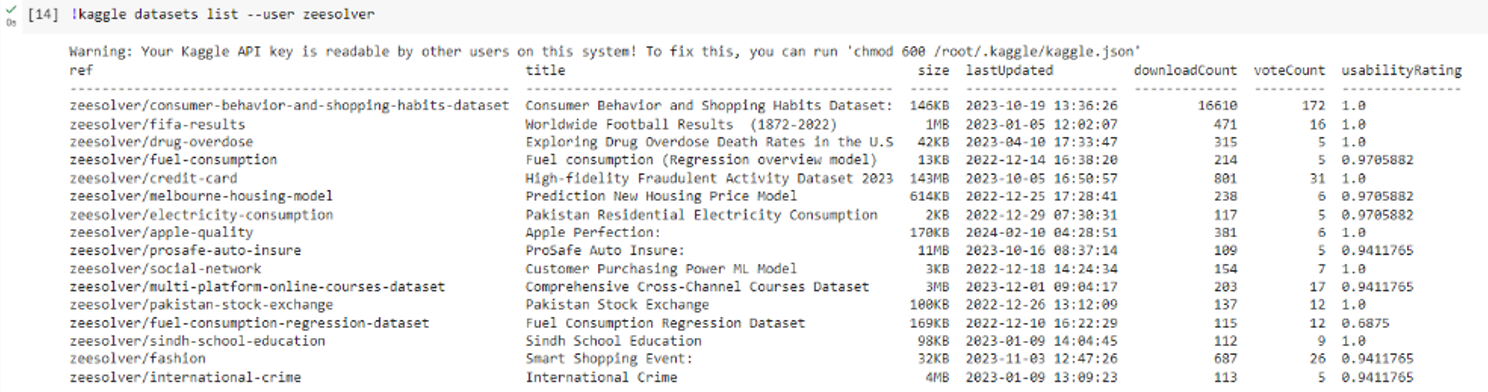 [14] !kaggle datasets list --user zeesolver
0s
Warning: Your Kaggle API key is readable by other users on this system! To fix this, you can run 'chmod 600 /root/.kaggle/kaggle.json'
ref title size lastUpdated downloadCount voteCount usabilityRating
zeesolver/consumer-behavior-and-shopping-habits-dataset Consumer Behavior and Shopping Habits Dataset: 146KB 2023-10-19 13:36:26 16610 172 1.0
zeesolver/fifa-results Worldwide Football Results (1872-2022) 1MB 2023-01-05 12:02:07 471 16 1.0
zeesolver/drug-overdose Exploring Drug Overdose Death Rates in the U.S 42KB 2023-04-10 17:33:47 315 5 1.0
zeesolver/fuel-consumption Fuel consumption (Regression overview model) 13KB 2022-12-14 16:38:20 214 5 0.9705882
zeesolver/credit-card High-fidelity Fraudulent Activity Dataset 2023 143MB 2023-10-05 16:50:57 801 31 1.0
zeesolver/melbourne-housing-model Prediction New Housing Price Model 614KB 2022-12-25 17:28:41 238 6 0.9705882
zeesolver/electricity-consumption Pakistan Residential Electricity Consumption 2KB 2022-12-29 07:30:31 117 5 0.9705882
zeesolver/apple-quality Apple Perfection: 170KB 2024-02-10 04:28:51 381 6 1.0
zeesolver/prosafe-auto-insure ProSafe Auto Insure: 11MB 2023-10-16 08:37:14 109 5 0.9411765
zeesolver/social-network Customer Purchasing Power ML Model 3KB 2022-12-18 14:24:34 154 7 1.0
zeesolver/multi-platform-online-courses-dataset Comprehensive Cross-Channel Courses Dataset 3MB 2023-12-01 09:04:17 203 17 0.9411765
zeesolver/pakistan-stock-exchange Pakistan Stock Exchange 100KB 2022-12-26 13:12:09 137 12 1.0
zeesolver/fuel-consumption-regression-dataset Fuel Consumption Regression Dataset 169KB 2022-12-10 16:22:29 115 12 0.6875
zeesolver/sindh-school-education Sindh School Education 98KB 2023-01-09 14:04:45 112 9 1.0
zeesolver/fashion Smart Shopping Event: 32KB 2023-11-03 12:47:26 687 26 0.9411765
zeesolver/international-crime International Crime 4MB 2023-01-09 13:09:23 113 5 0.9411765